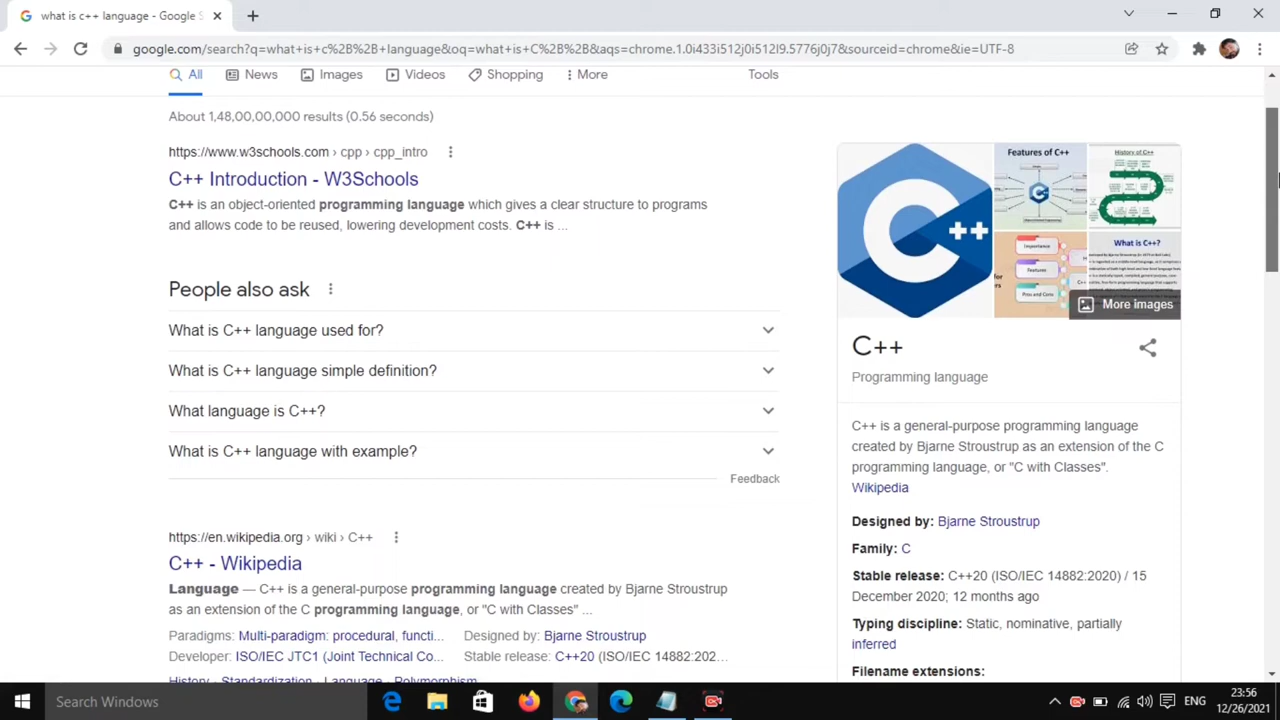 what is c++ language - Google S
google.com/search?q=what+is+c%2B%2B+language&oq=what+is+C%2B%2B&aqs=chrome.1.0i433i512j0i512l9.5776j0j7&sourceid=chrome&ie=UTF-8
All News Images Videos Shopping More Tools
About 1,48,00,00,000 results (0.56 seconds)
https://www.w3schools.com › cpp › cpp_intro
C++ Introduction - W3Schools
C++ is an object-oriented programming language which gives a clear structure to programs
and allows code to be reused, lowering development costs. C++ is ...
People also ask
What is C++ language used for?
What is C++ language simple definition?
What language is C++?
What is C++ language with example?
Feedback
https://en.wikipedia.org › wiki › C++
C++ - Wikipedia
Language — C++ is a general-purpose programming language created by Bjarne Stroustrup
as an extension of the C programming language, or "C with Classes" ...
Paradigms: Multi-paradigm: procedural, functi... Designed by: Bjarne Stroustrup
Developer: ISO/IEC JTC1 (Joint Technical Co... Stable release: C++20 (ISO/IEC 14882:202...
History · Standardization · Language · Polymorphism
C++
Features of C++
History of C++
Importance
Features
Pros and Cons
What is C++?
More images
C++
Programming language
C++ is a general-purpose programming language
created by Bjarne Stroustrup as an extension of the C
programming language, or "C with Classes".
Wikipedia
Designed by: Bjarne Stroustrup
Family: C
Stable release: C++20 (ISO/IEC 14882:2020) / 15
December 2020; 12 months ago
Typing discipline: Static, nominative, partially
inferred
Filename extensions:
Search Windows
ENG
23:56
12/26/2021